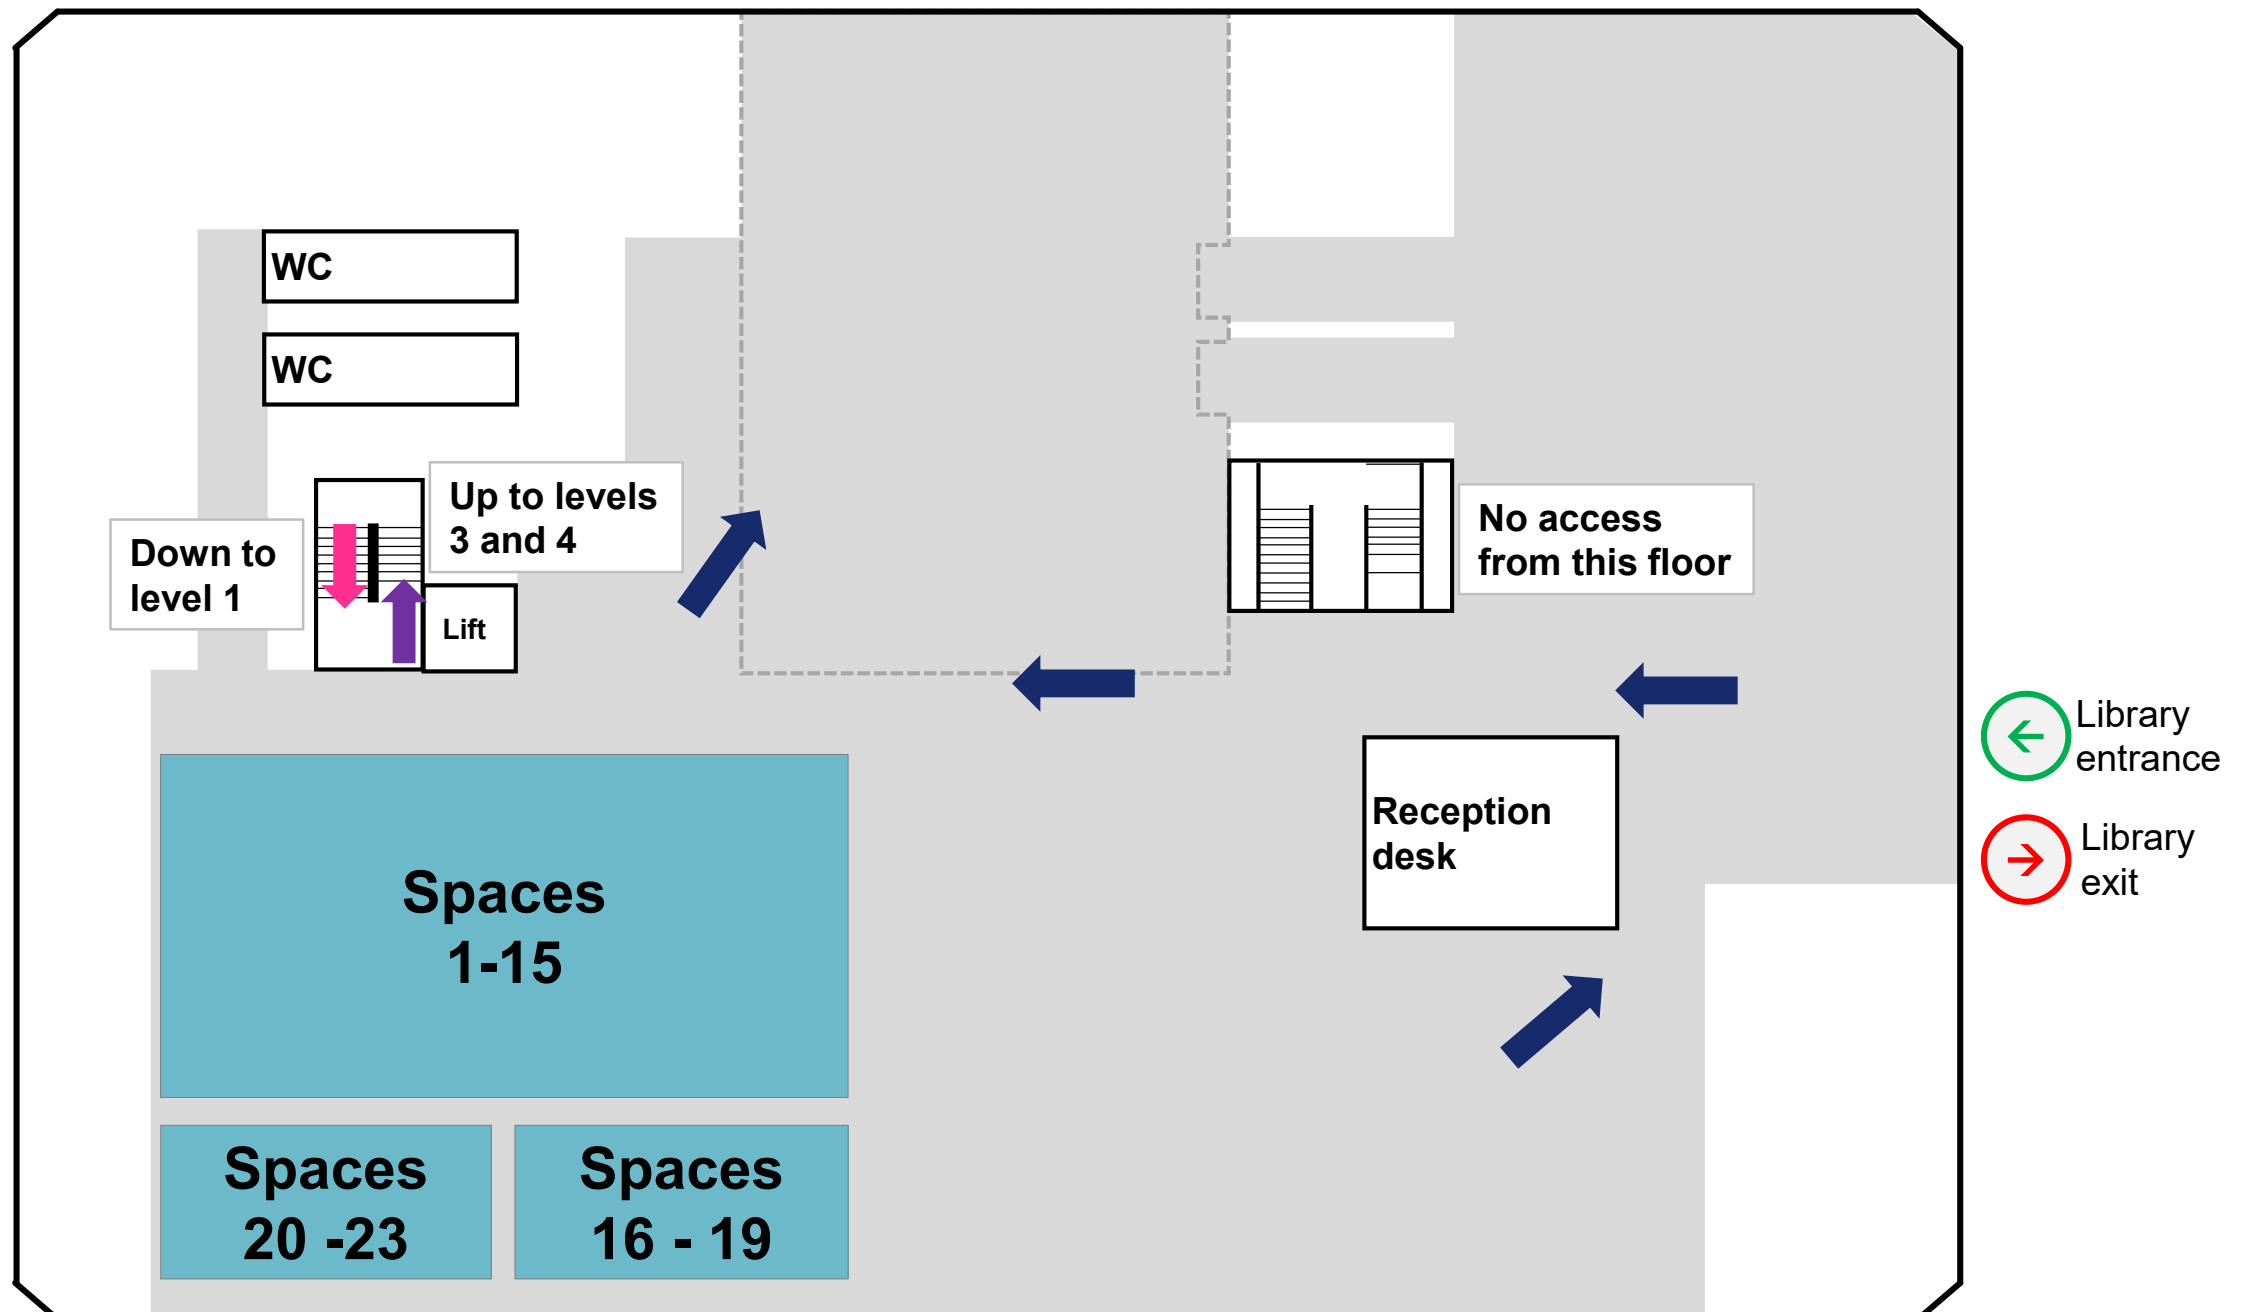 WC
WC
Up to levels
3 and 4
Down to
level 1
Lift
No access
from this floor
Library
entrance
Reception
desk
Library
exit
Spaces
1-15
Spaces
20 -23
Spaces
16 - 19